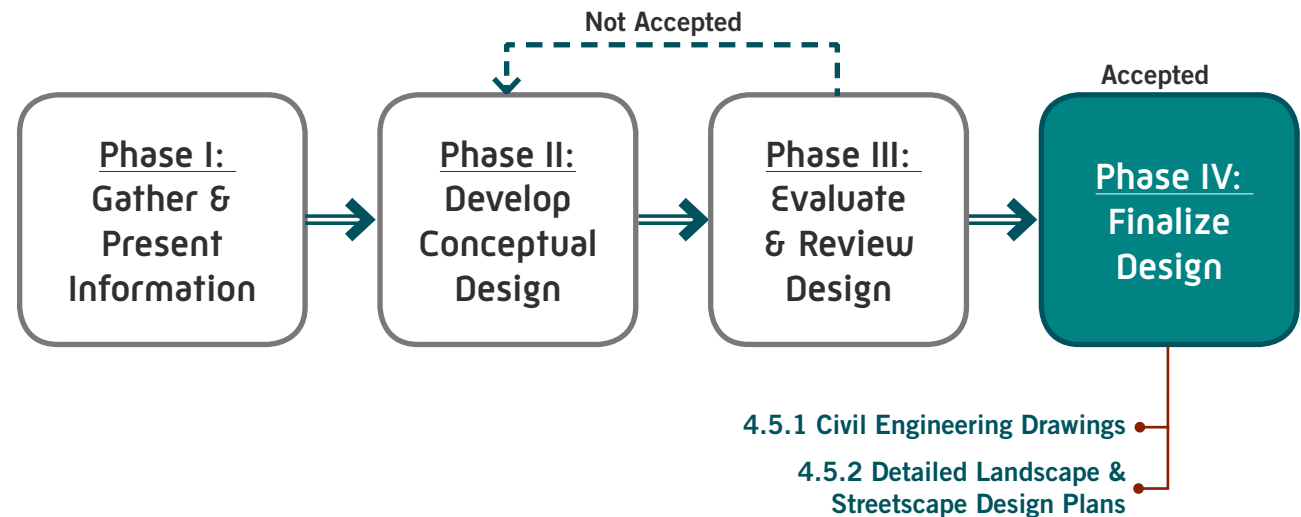 Not Accepted
Accepted
Phase I:
Gather &
Present
Information
Phase II:
Develop
Conceptual
Design
Phase III:
Evaluate
& Review
Design
Phase IV:
Finalize
Design
4.5.1 Civil Engineering Drawings
4.5.2 Detailed Landscape &
Streetscape Design Plans